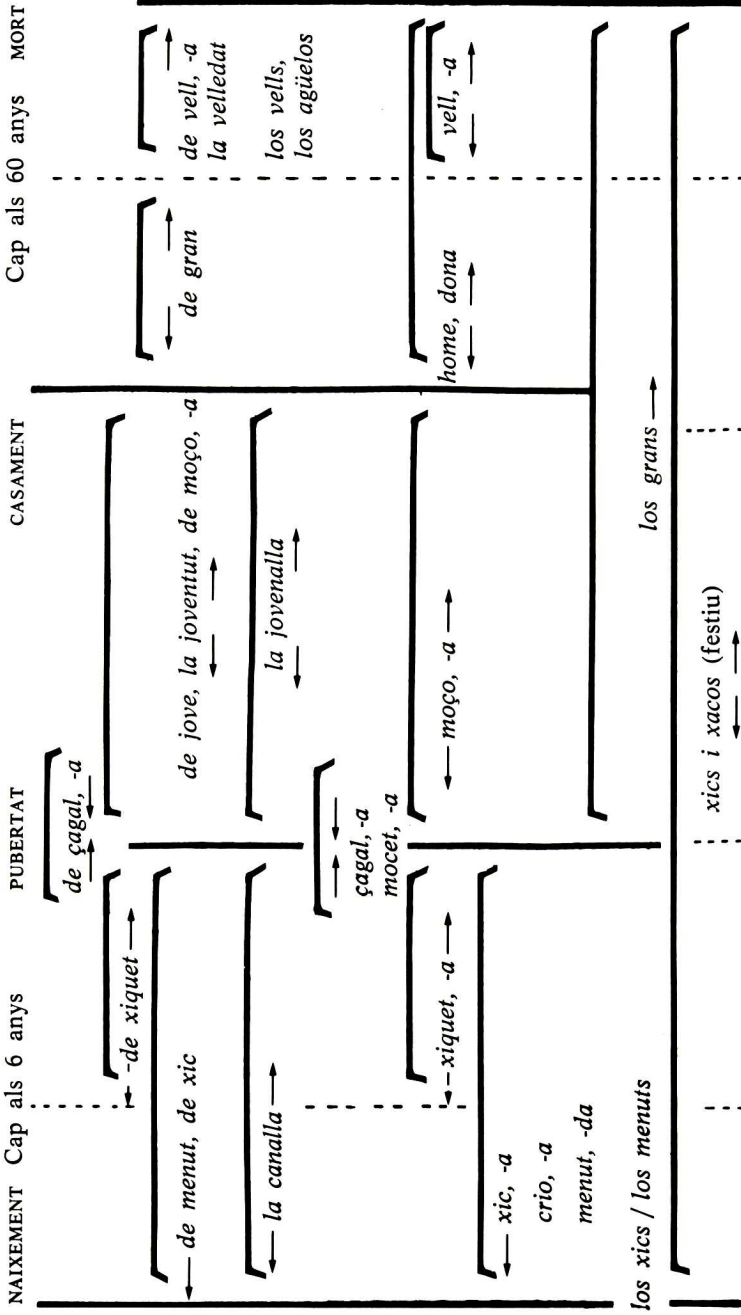 NAIXEMENT Cap als 6 anys PUBERTAT CASAMENT Cap als 60 anys MORT
de çagal, -a
-de xiquet
de menut, de xic
de jove, la joventut, de moço, -a
de gran
de vell, -a
la velledat
la canalla
la jovenalla
los vells,
los agüelos
çagal, -a
mocet, -a
xiquet, -a
moço, -a
home, dona
vell, -a
xic, -a
crio, -a
menut, -da
los xics / los menuts
los grans
xics i xacos (festiu)